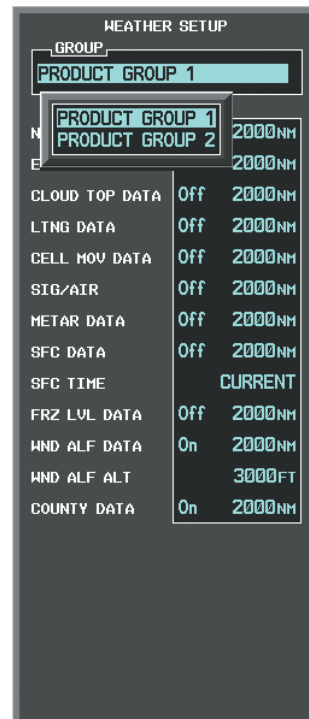 WEATHER SETUP
GROUP
PRODUCT GROUP 1
PRODUCT GROUP 1
PRODUCT GROUP 2
N 2000NM
E 2000NM
CLOUD TOP DATA Off 2000NM
LTNG DATA Off 2000NM
CELL MOV DATA Off 2000NM
SIG/AIR Off 2000NM
METAR DATA Off 2000NM
SFC DATA Off 2000NM
SFC TIME CURRENT
FRZ LVL DATA Off 2000NM
WND ALF DATA On 2000NM
WND ALF ALT 3000FT
COUNTY DATA On 2000NM